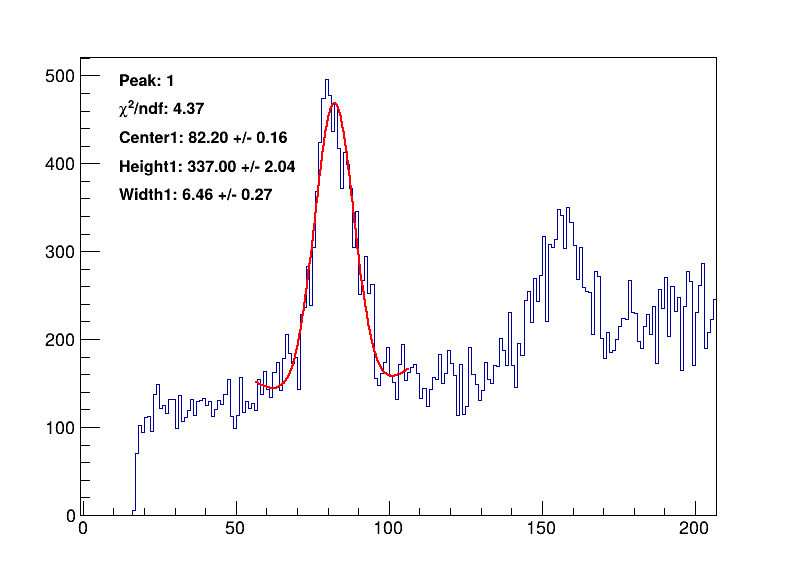 Peak: 1
χ²/ndf: 4.37
Center1: 82.20 +/- 0.16
Height1: 337.00 +/- 2.04
Width1: 6.46 +/- 0.27
500
400
300
200
100
0
0 50 100 150 200